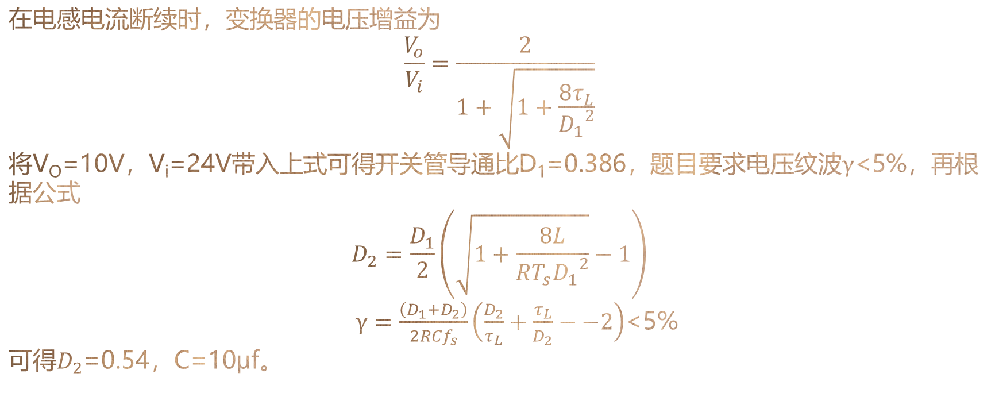 在电感电流断续时，变换器的电压增益为
$\frac{V_o}{V_i} = \frac{2}{1 + \sqrt{1 + \frac{8\tau_L}{{D_1}^2}}}$
将V_O=10V，V_i=24V带入上式可得开关管导通比D_1=0.386，题目要求电压纹波γ<5%，再根
据公式
$D_2 = \frac{D_1}{2}\left(\sqrt{1 + \frac{8L}{RT_s{D_1}^2}} - 1\right)$
$γ = \frac{(D_1+D_2)}{2RCf_s}\left(\frac{D_2}{\tau_L} + \frac{\tau_L}{D_2} - -2\right)$<5%
可得$D_2$=0.54，C=10μf。